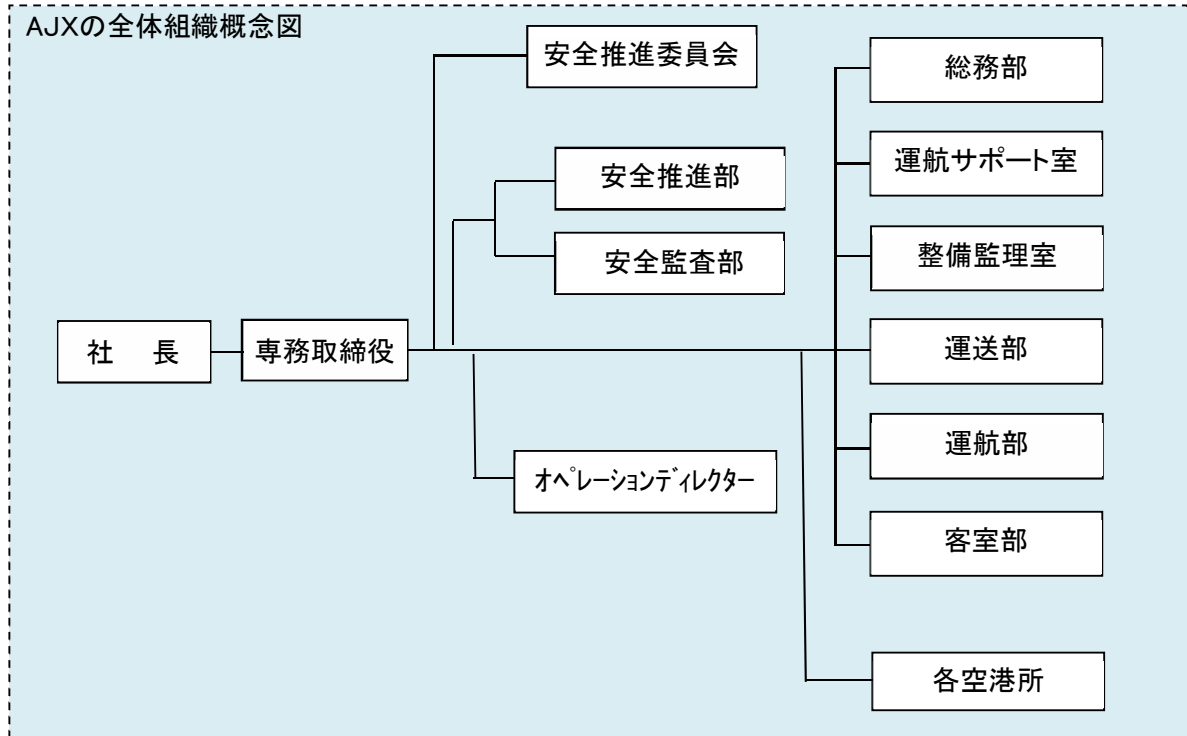 AJXの全体組織概念図
安全推進委員会
総務部
運航サポート室
安全推進部
安全監査部
整備監理室
社　長
専務取締役
運送部
運航部
オペレーションディレクター
客室部
各空港所